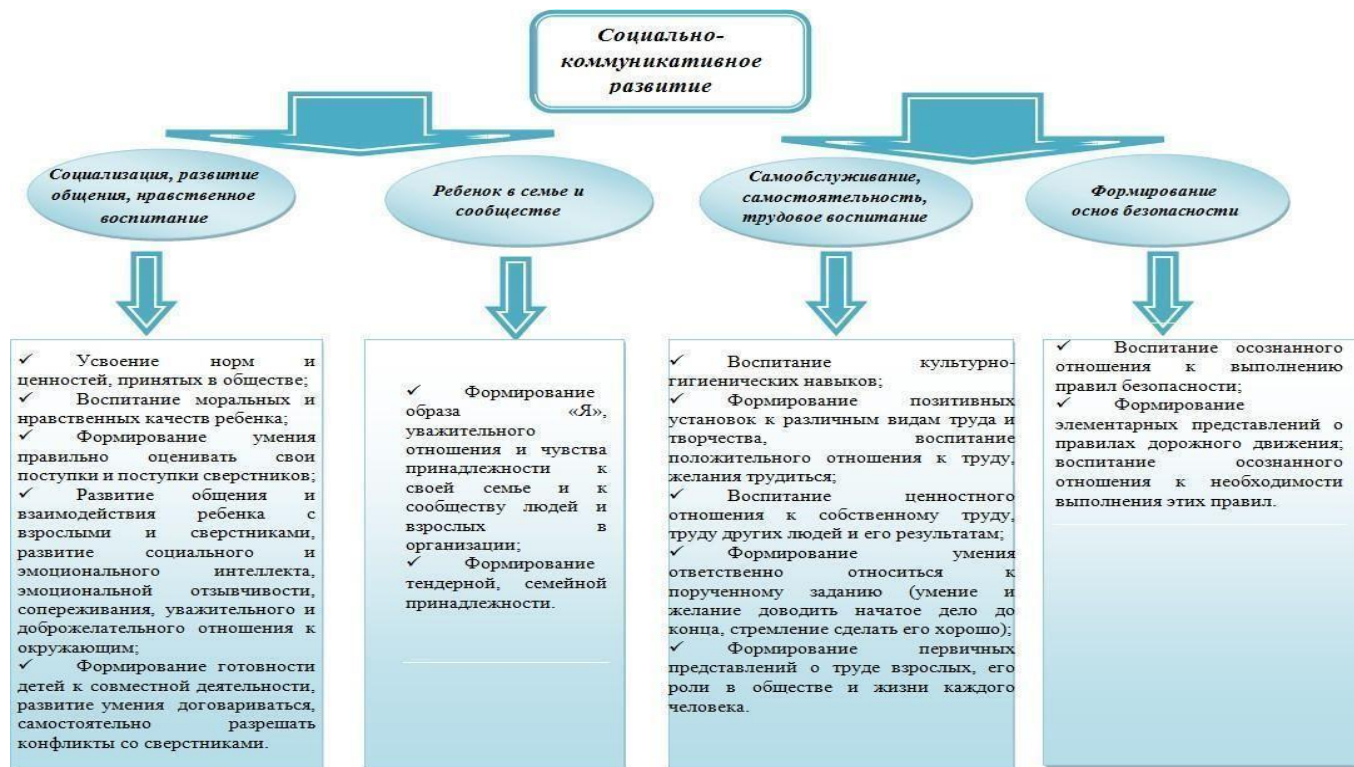 Социально-
коммуникативное
развитие
Социализация, развитие
общения, нравственное
воспитание
Ребенок в семье и
сообществе
Самообслуживание,
самостоятельность,
трудовое воспитание
Формирование
основ безопасности
✓ Усвоение норм и
ценностей, принятых в обществе;
✓ Воспитание моральных и
нравственных качеств ребенка;
✓ Формирование умения
правильно оценивать свои
поступки и поступки сверстников;
✓ Развитие общения и
взаимодействия ребенка с
взрослыми и сверстниками,
развитие социального и
эмоционального интеллекта,
эмоциональной отзывчивости,
сопереживания, уважительного и
доброжелательного отношения к
окружающим;
✓ Формирование готовности
детей к совместной деятельности,
развитие умения договариваться,
самостоятельно разрешать
конфликты со сверстниками.
✓ Формирование
образа «Я»,
уважительного
отношения и чувства
принадлежности к
своей семье и к
сообществу людей и
взрослых в
организации;
✓ Формирование
тендерной, семейной
принадлежности.
✓ Воспитание культурно-
гигиенических навыков;
✓ Формирование позитивных
установок к различным видам труда и
творчества, воспитание
положительного отношения к труду,
желания трудиться;
✓ Воспитание ценностного
отношения к собственному труду,
труду других людей и его результатам;
✓ Формирование умения
ответственно относиться к
порученному заданию (умение и
желание доводить начатое дело до
конца, стремление сделать его хорошо);
✓ Формирование первичных
представлений о труде взрослых, его
роли в обществе и жизни каждого
человека.
✓ Воспитание осознанного
отношения к выполнению
правил безопасности;
✓ Формирование
элементарных представлений о
правилах дорожного движения;
воспитание осознанного
отношения к необходимости
выполнения этих правил.